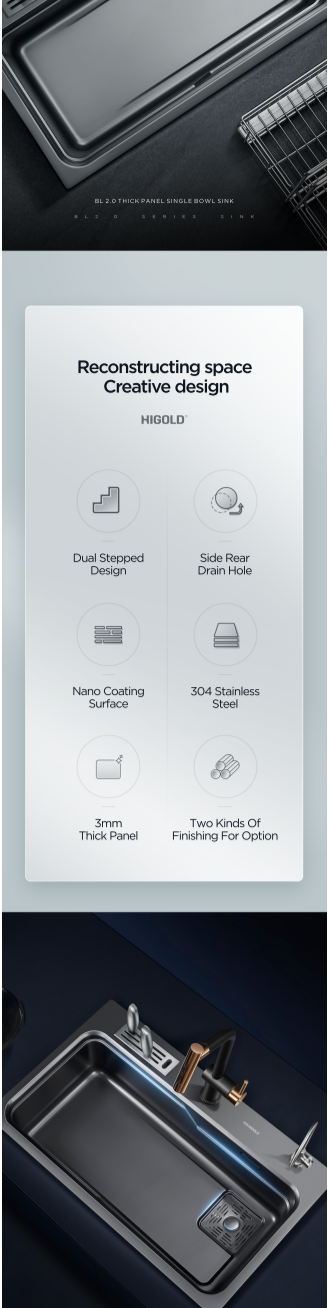 BL 2.0 THICK PANEL SINGLE BOWL SINK
BL2.0 SERIES SINK
Reconstructing space
Creative design
HIGOLD
Dual Stepped
Design
Side Rear
Drain Hole
Nano Coating
Surface
304 Stainless
Steel
3mm
Thick Panel
Two Kinds Of
Finishing For Option